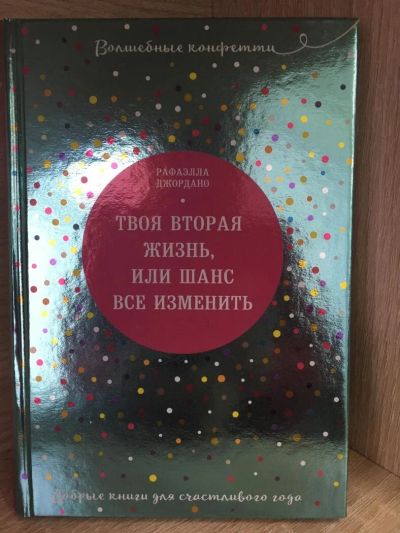 Волшебные конфетти
РАФАЭЛЛА
ДЖОРДАНО
ТВОЯ ВТОРАЯ
ЖИЗНЬ,
ИЛИ ШАНС
ВСЕ ИЗМЕНИТЬ
Добрые книги для счастливого года